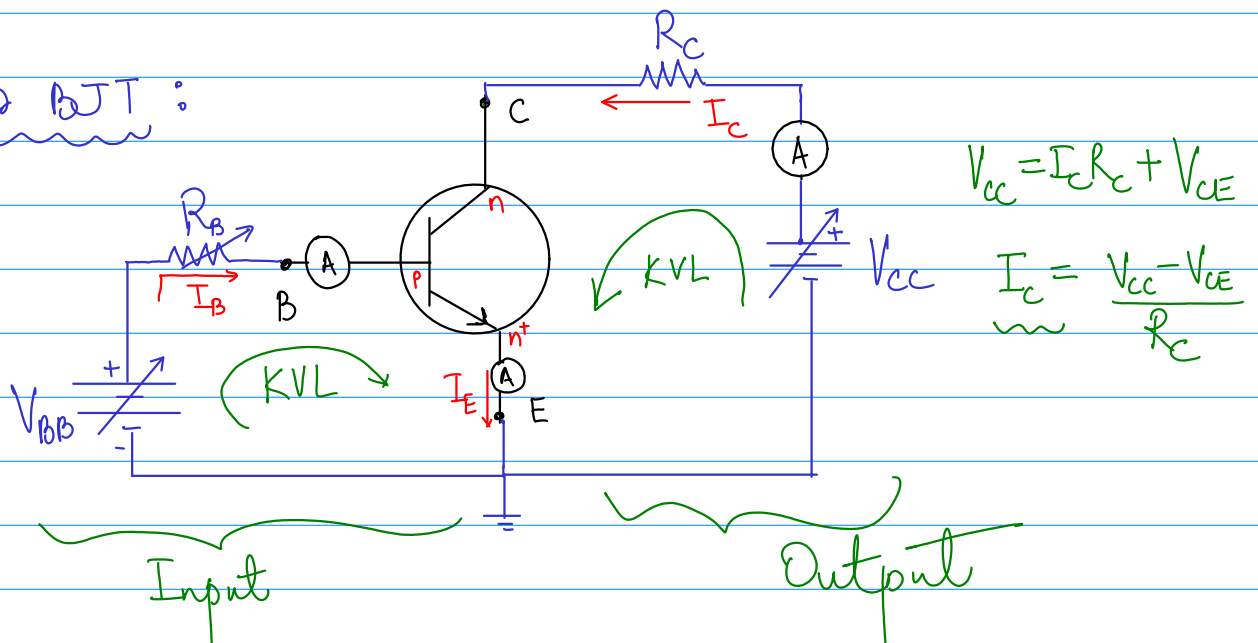 BJT :
R_C
C
I_C
A
V_CC = I_C R_C + V_CE
R_B
n
+
A
KVL
V_CC
I_C = (V_CC - V_CE) / R_C
P
I_B
B
n⁺
+
KVL
I_E
A
E
V_BB
-
Input
Output